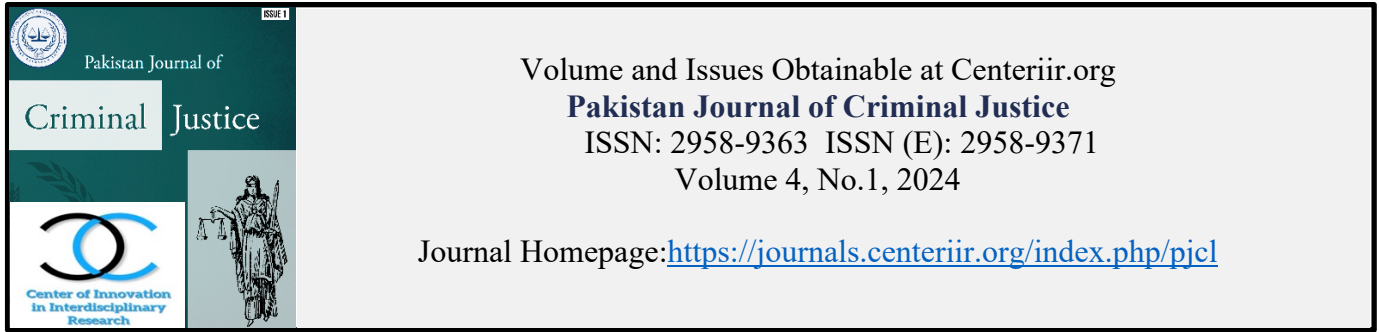 ISSUE 1
Pakistan Journal of
Criminal Justice
Center of Innovation
in Interdisciplinary
Research
Volume and Issues Obtainable at Centeriir.org
Pakistan Journal of Criminal Justice
ISSN: 2958-9363 ISSN (E): 2958-9371
Volume 4, No.1, 2024
Journal Homepage:https://journals.centeriir.org/index.php/pjcl